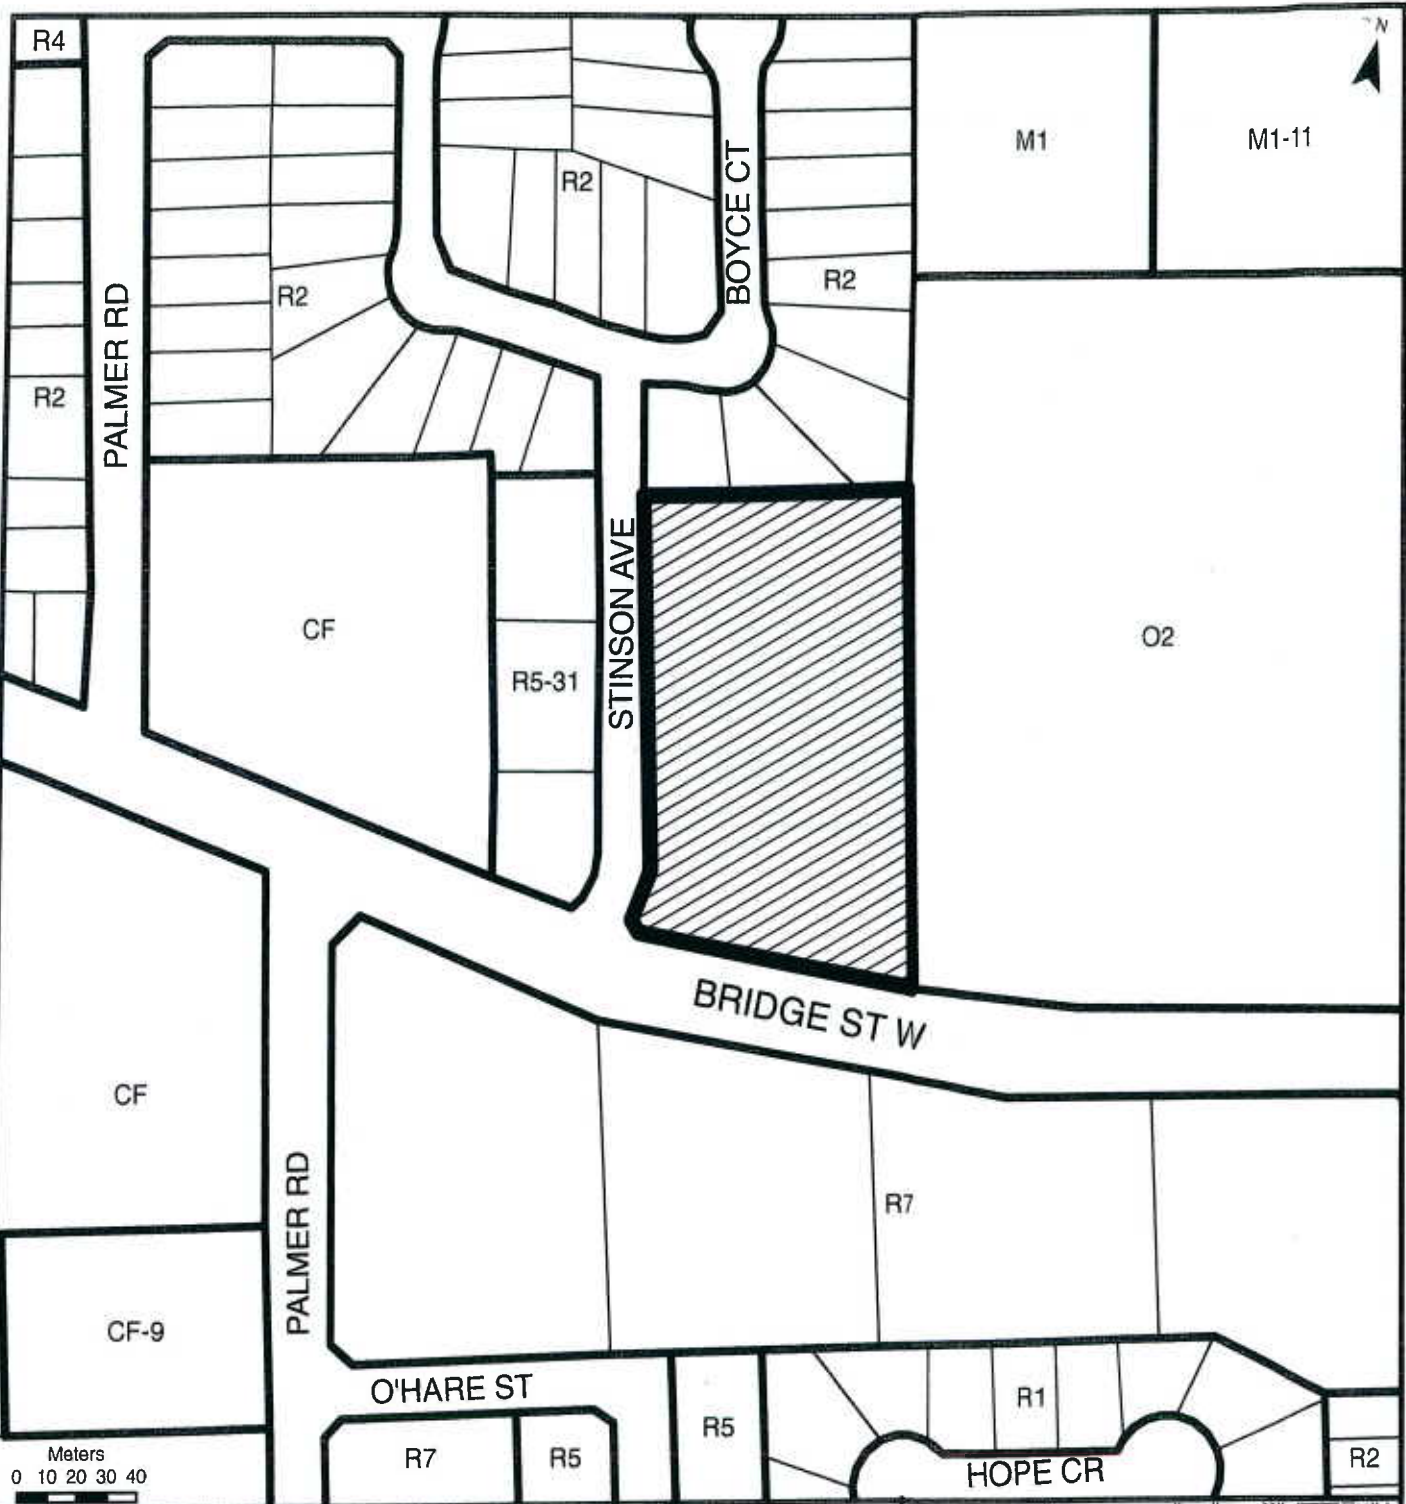 R4
N
M1
M1-11
R2
BOYCE CT
R2
R2
PALMER RD
R2
STINSON AVE
CF
O2
R5-31
BRIDGE ST W
CF
PALMER RD
R7
CF-9
O'HARE ST
R1
R5
R7
R5
R2
HOPE CR
Meters
0 10 20 30 40